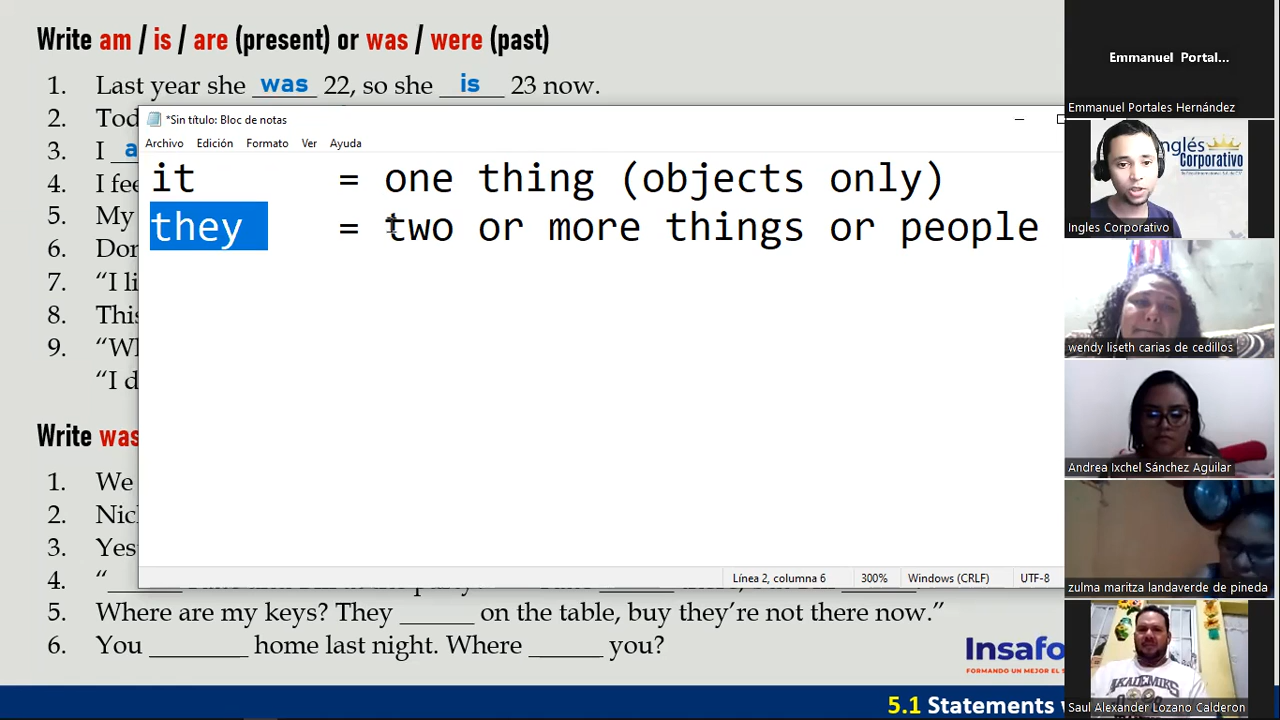 Write am / is / are (present) or was / were (past)
1. Last year she was 22, so she is 23 now.
2. Tod
3. I a
4. I fee
5. My
6. Don
7. “I li
8. This
9. “Wh
“I d
*Sin título: Bloc de notas
Archivo Edición Formato Ver Ayuda
it = one thing (objects only)
they = two or more things or people
Línea 2, columna 6 300% Windows (CRLF) UTF-8
Write was
1. We
2. Nick
3. Yes
4. “
5. Where are my keys? They ______ on the table, buy they’re not there now.”
6. You ________ home last night. Where ______ you?
Insafo
FORMANDO UN MEJOR EL S
5.1 Statements w
Emmanuel Portal...
Emmanuel Portales Hernández
Inglés
Corporativo
Ingles Corporativo
wendy liseth carias de cedillos
Andrea Ixchel Sánchez Aguilar
zulma maritza landaverde de pineda
AKADEMIKS
Saul Alexander Lozano Calderon